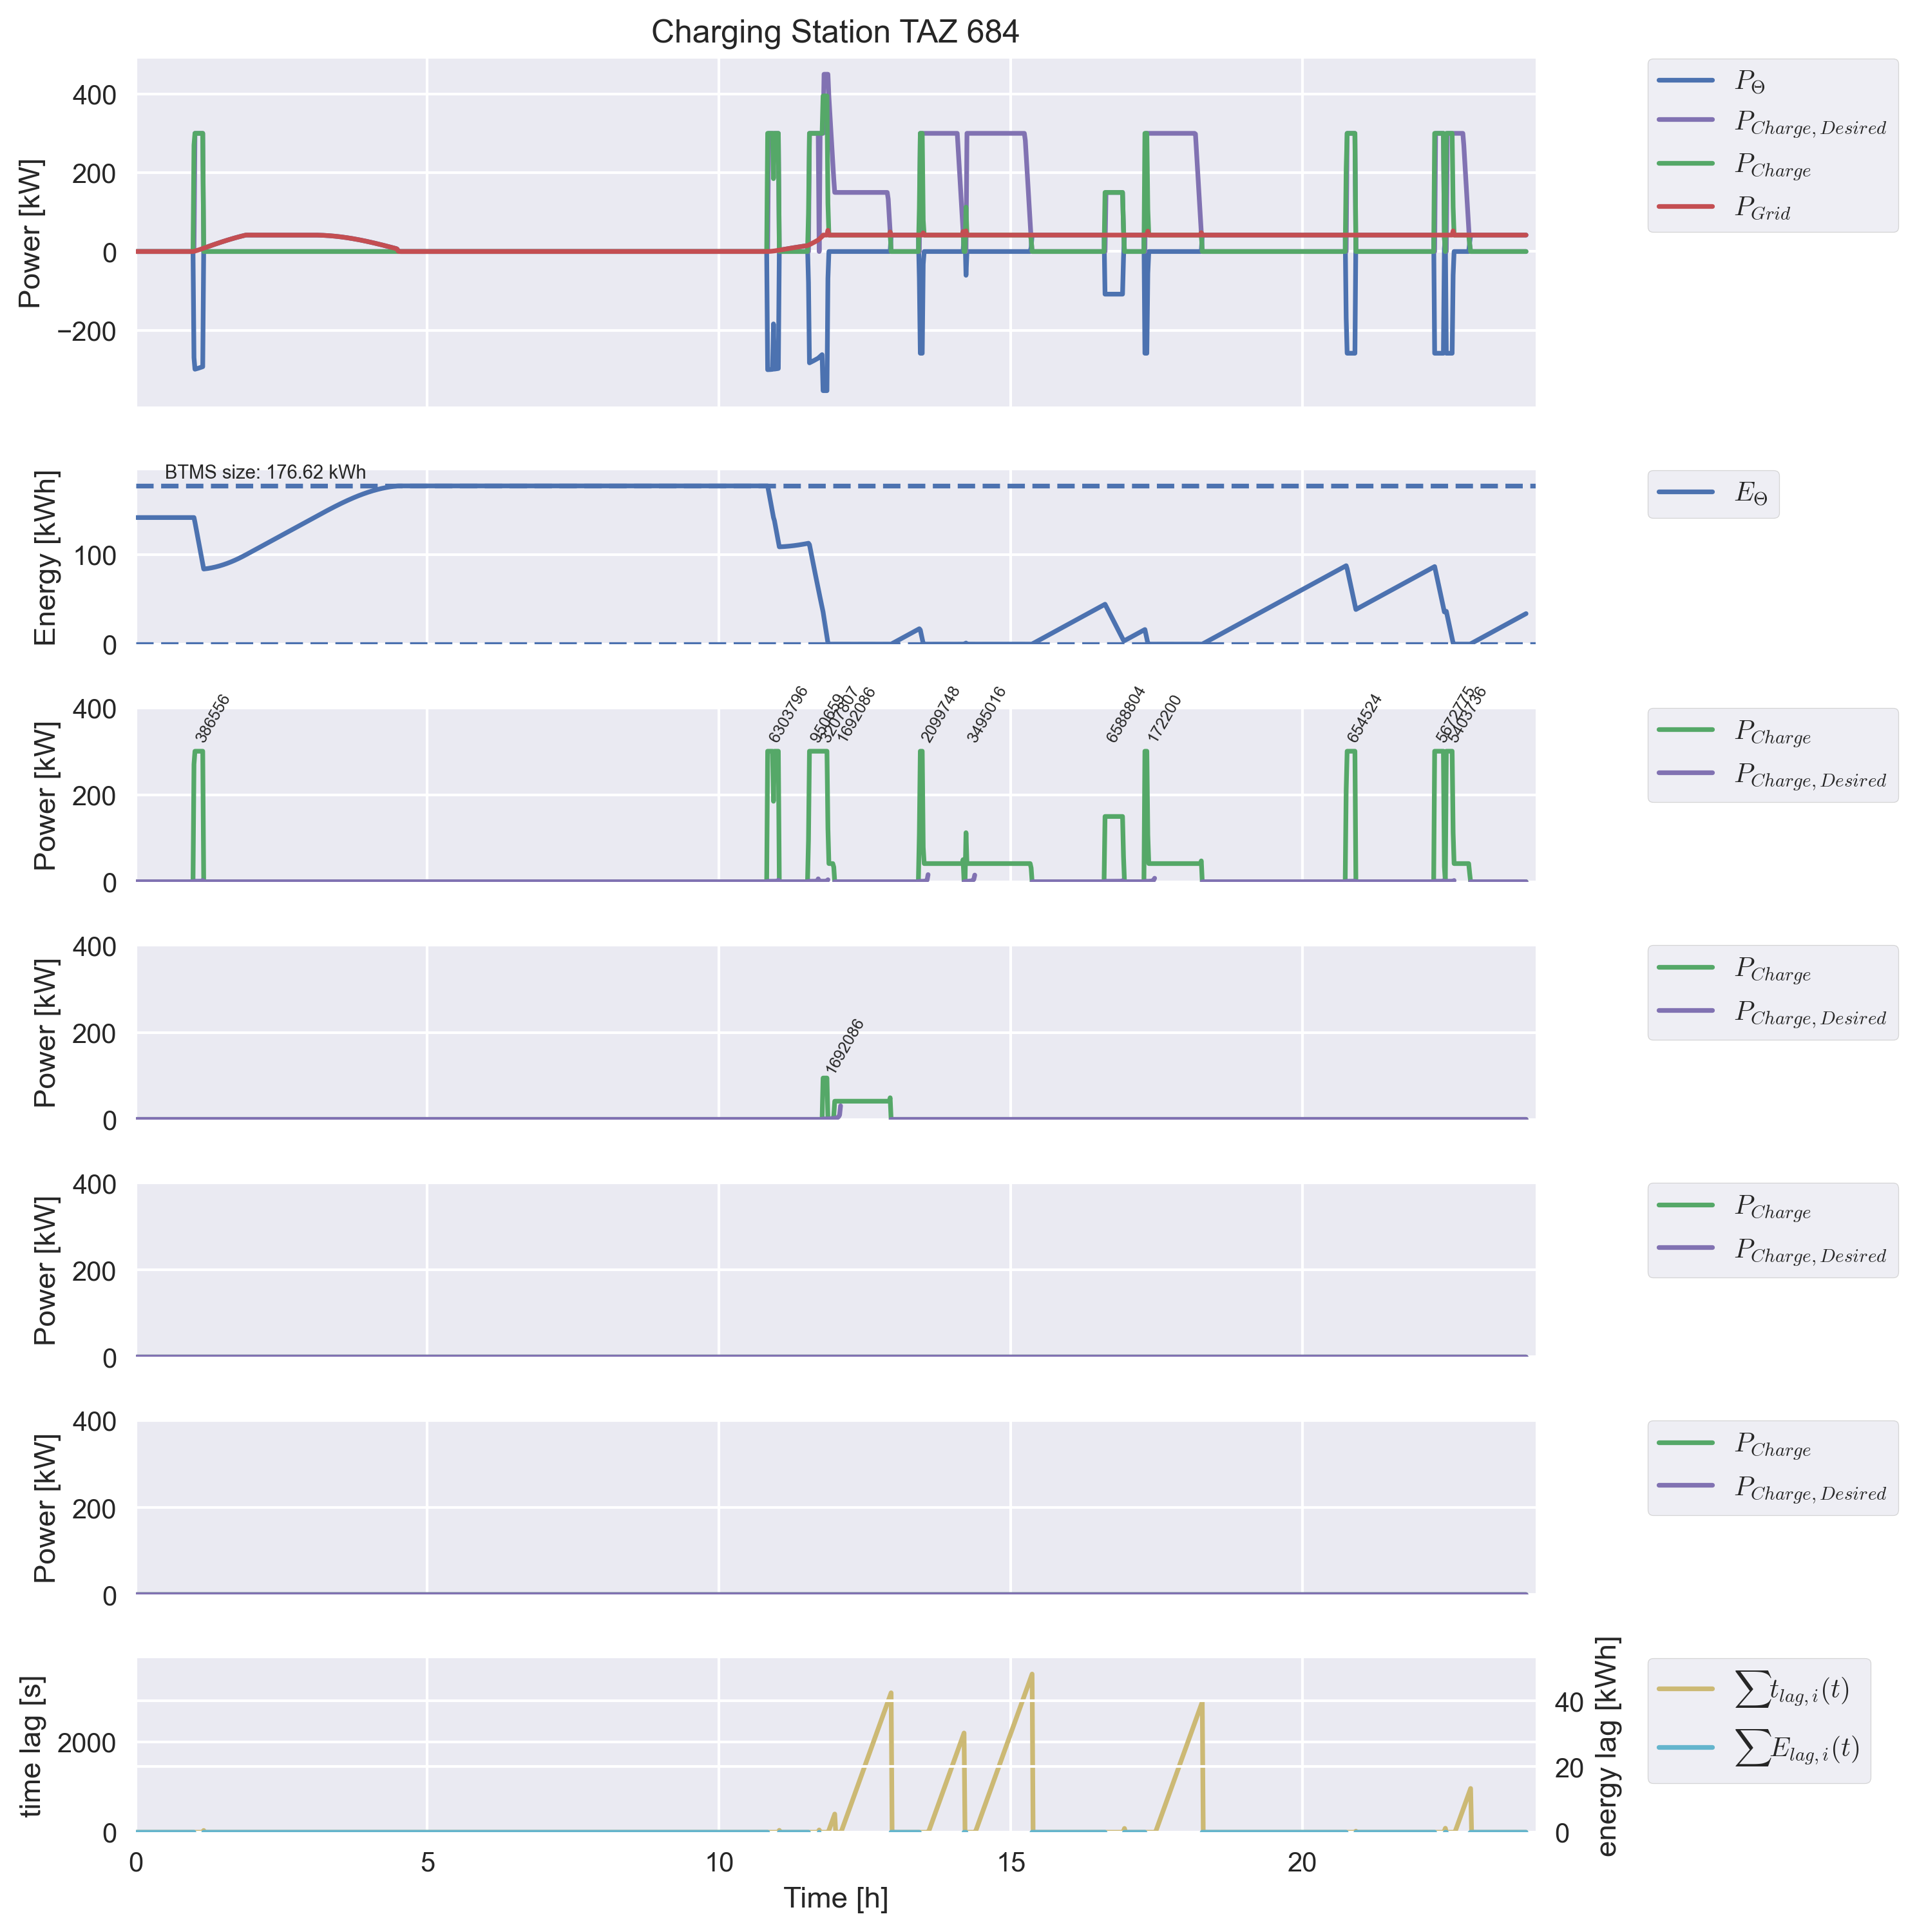 Charging Station TAZ 684
Power [kW]
400
200
0
−200
P_Θ
P_Charge,Desired
P_Charge
P_Grid
BTMS size: 176.62 kWh
Energy [kWh]
100
0
E_Θ
Power [kW]
400
200
0
386556
6303796
950659
3207807
1692086
2099748
3495016
6588804
172200
654524
5672775
5403736
P_Charge
P_Charge,Desired
Power [kW]
400
200
0
1692086
P_Charge
P_Charge,Desired
Power [kW]
400
200
0
P_Charge
P_Charge,Desired
Power [kW]
400
200
0
P_Charge
P_Charge,Desired
time lag [s]
2000
0
energy lag [kWh]
40
20
0
∑t_lag,i(t)
∑E_lag,i(t)
0 5 10 15 20
Time [h]